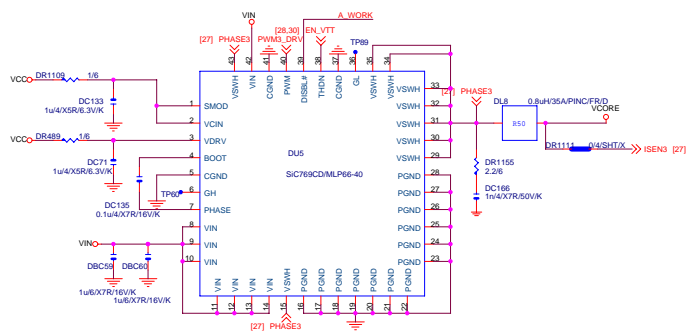 A_WORK
VIN
[28,30] EN_VTT
[27] PHASE3
PWM3_DRV
TP89
43
42
41
40
39
38
37
36
35
34
VSWH
VIN
CGND
PWM
DISBL#
THDN
CGND
GL
VSWH
VSWH
VCC
DR1109
1/6
DC133
1u/4/X5R/6.3V/K
VCC
DR489
1/6
DC71
1u/4/X5R/6.3V/K
DC135
0.1u/4/X7R/16V/K
TP60
VIN
DBC59
DBC60
1u/6/X7R/16V/K
1u/6/X7R/16V/K
1 SMOD
2 VCIN
3 VDRV
4 BOOT
5 CGND
6 GH
7 PHASE
8 VIN
9 VIN
10 VIN
DU5
SiC769CD/MLP66-40
VSWH 33
VSWH 32
VSWH 31
VSWH 30
VSWH 29
PGND 28
PGND 27
PGND 26
PGND 25
PGND 24
PGND 23
VIN
VIN
VIN
VIN
VSWH
PGND
PGND
PGND
PGND
PGND
PGND
PGND
11
12
13
14
15
16
17
18
19
20
21
22
[27] PHASE3
[27] PHASE3
DL8
0.8uH/35A/PINC/FR/D
R50
VCORE
DR1111
0/4/SHT/X
ISEN3 [27]
DR1155
2.2/6
DC166
1n/4/X7R/50V/K